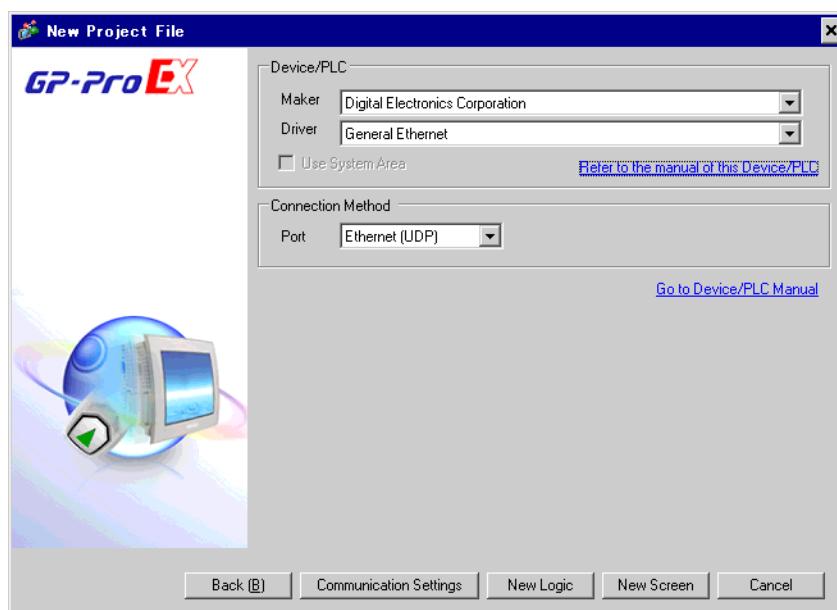 New Project File
GP-Pro EX
Device/PLC
Maker Digital Electronics Corporation
Driver General Ethernet
Use System Area Refer to the manual of this Device/PLC
Connection Method
Port Ethernet (UDP)
Go to Device/PLC Manual
Back (B) Communication Settings New Logic New Screen Cancel